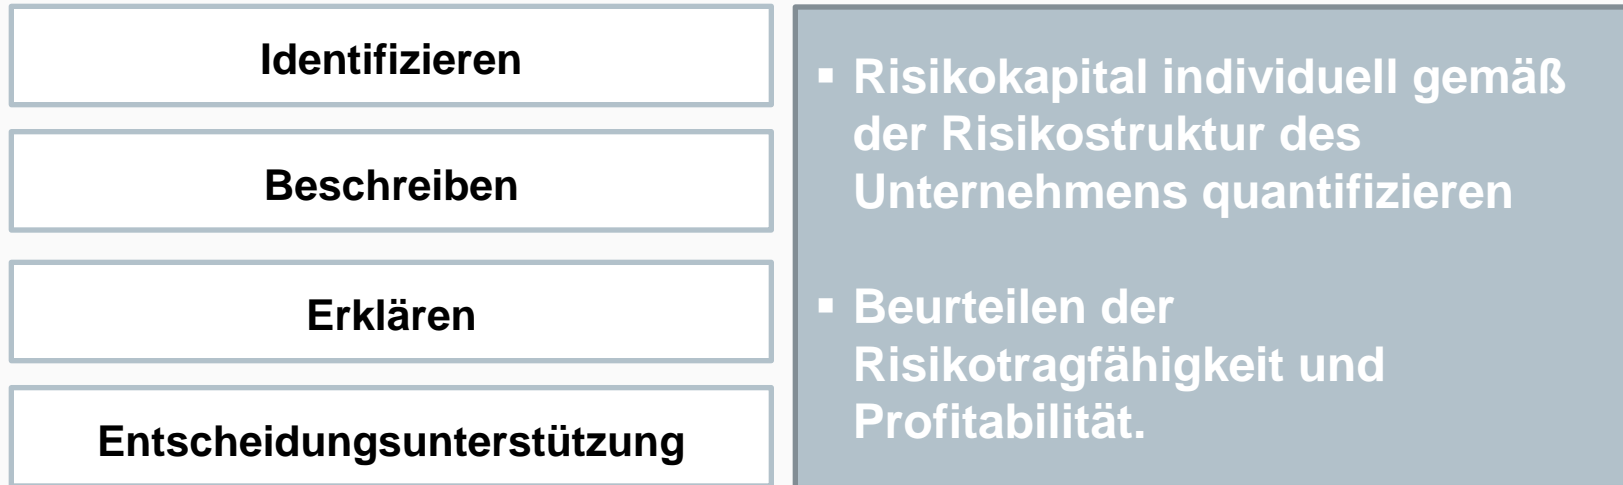 Identifizieren
Beschreiben
Erklären
Entscheidungsunterstützung
▪ Risikokapital individuell gemäß
der Risikostruktur des
Unternehmens quantifizieren
▪ Beurteilen der
Risikotragfähigkeit und
Profitabilität.